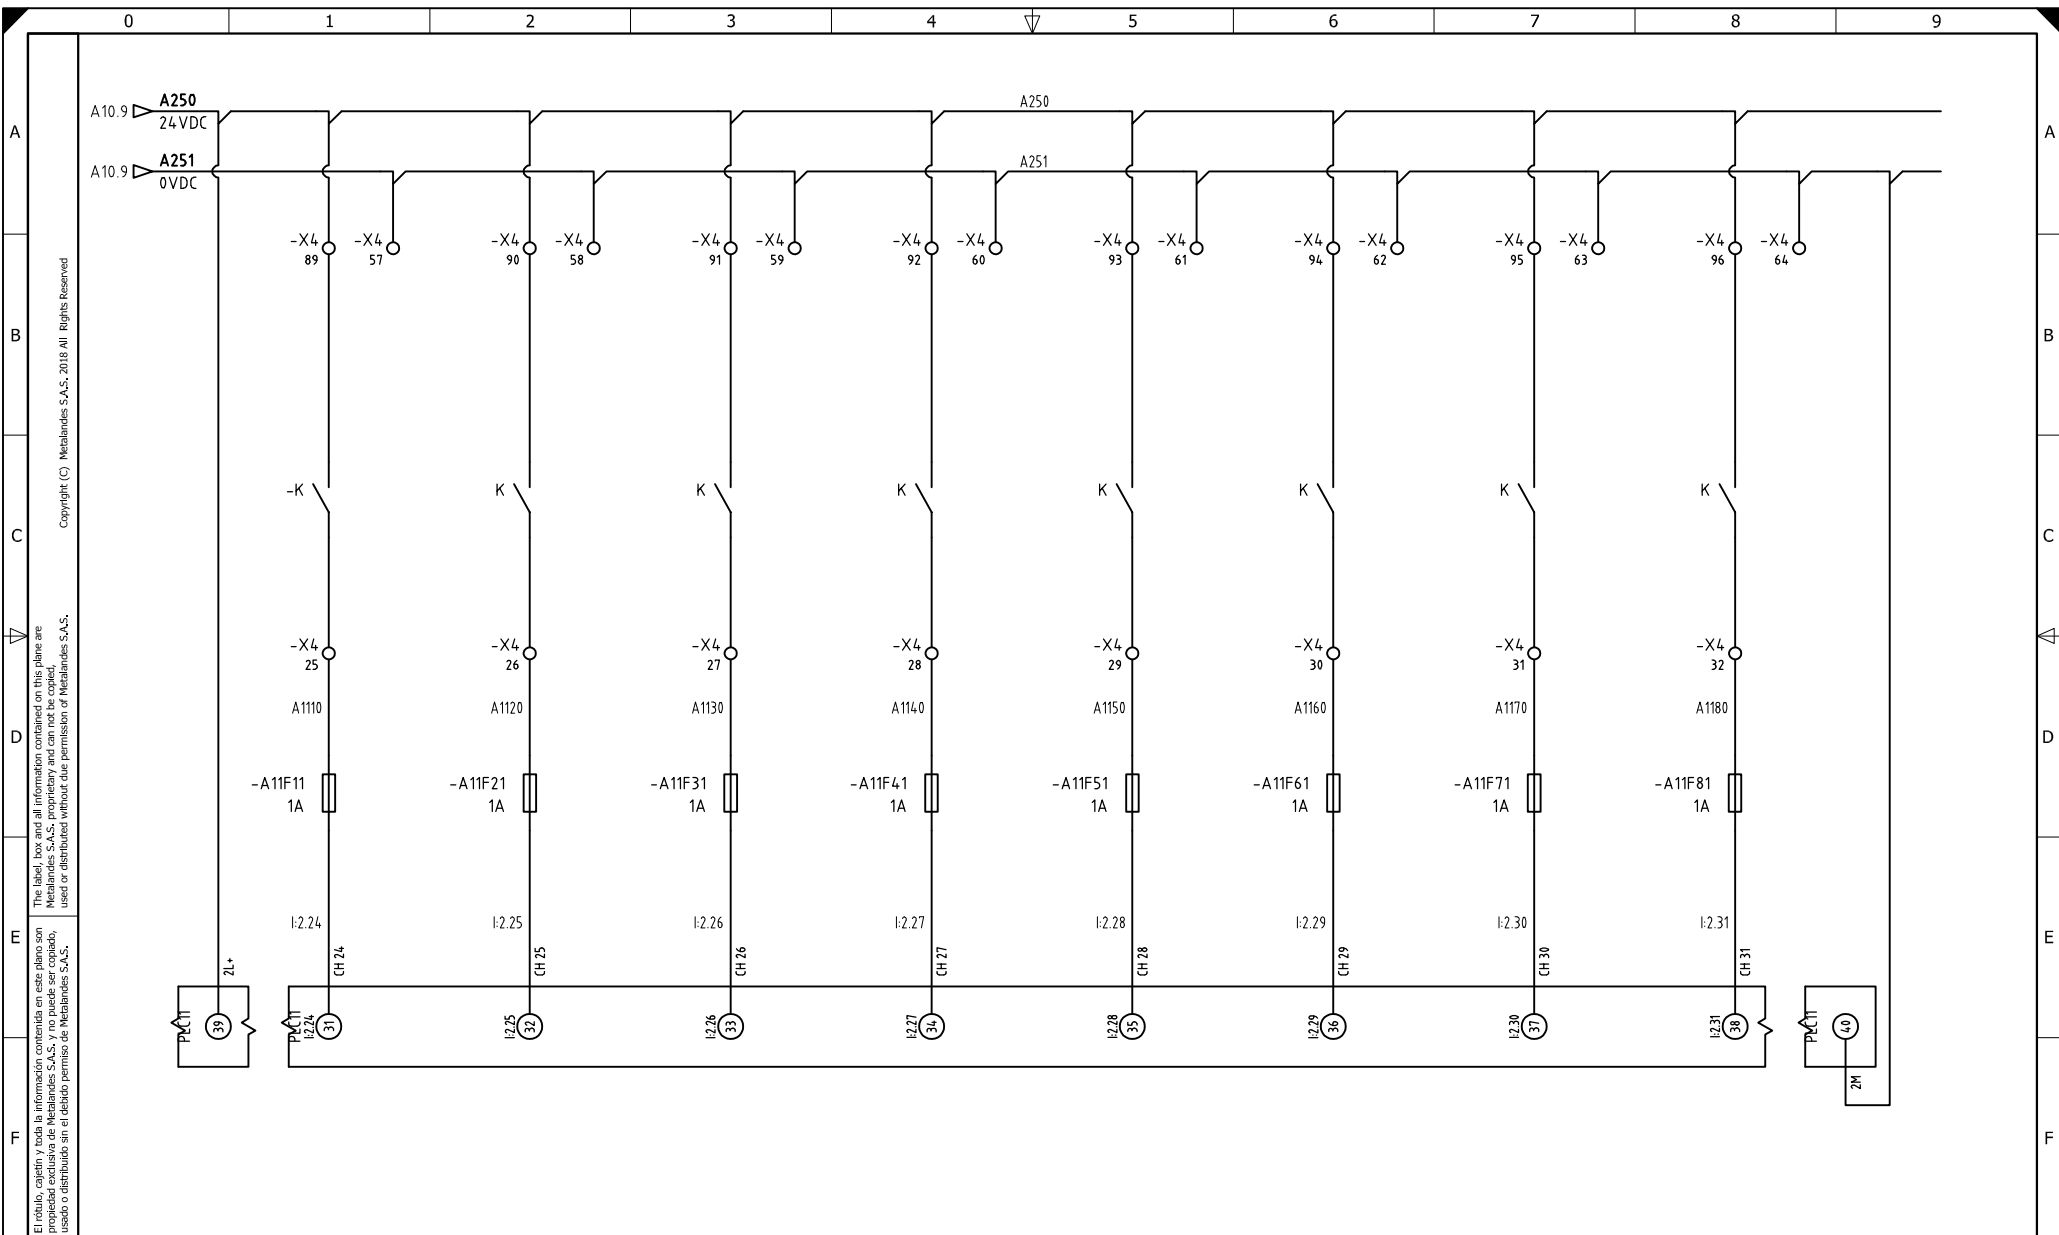 0 1 2 3 4 5 6 7 8 9
A10.9 A250 A250
24VDC
A A
A10.9 A251 A251
0VDC
-X4 -X4 -X4 -X4 -X4 -X4 -X4 -X4 -X4 -X4 -X4 -X4 -X4 -X4 -X4 -X4
89 57 90 58 91 59 92 60 93 61 94 62 95 63 96 64
B B
-K K K K K K K K
C C
-X4 -X4 -X4 -X4 -X4 -X4 -X4 -X4
25 26 27 28 29 30 31 32
A1110 A1120 A1130 A1140 A1150 A1160 A1170 A1180
D D
-A11F11 -A11F21 -A11F31 -A11F41 -A11F51 -A11F61 -A11F71 -A11F81
1A 1A 1A 1A 1A 1A 1A 1A
I:2.24 I:2.25 I:2.26 I:2.27 I:2.28 I:2.29 I:2.30 I:2.31
E E
2L+ CH 24 CH 25 CH 26 CH 27 CH 28 CH 29 CH 30 CH 31
PLC11 39 PLC11 I:2.24 31 I:2.25 32 I:2.26 33 I:2.27 34 I:2.28 35 I:2.29 36 I:2.30 37 I:2.31 38 PLC11 40
2M
F F
Copyright (C) Metalandes S.A.S. 2018 All Rights Reserved
The label, box and all information contained on this plane are
Metalandes S.A.S. proprietary and can not be copied,
used or distributed without due permission of Metalandes S.A.S.
El rótulo, cajetín y toda la información contenida en este plano son
propiedad exclusiva de Metalandes S.A.S. y no puede ser copiado,
usado o distribuido sin el debido permiso de Metalandes S.A.S.